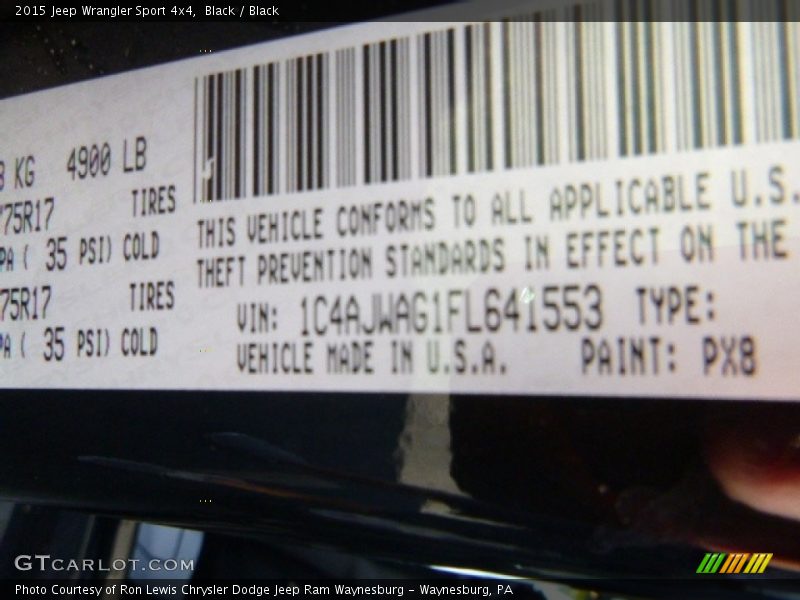 2015 Jeep Wrangler Sport 4x4, Black / Black
KG 4900 LB
75R17 TIRES
( 35 PSI) COLD
75R17 TIRES
( 35 PSI) COLD
THIS VEHICLE CONFORMS TO ALL APPLICABLE U.S.
THEFT PREVENTION STANDARDS IN EFFECT ON THE
VIN: 1C4AJWAG1FL641553 TYPE:
VEHICLE MADE IN U.S.A. PAINT: PX8
GTCARLOT.COM
Photo Courtesy of Ron Lewis Chrysler Dodge Jeep Ram Waynesburg - Waynesburg, PA